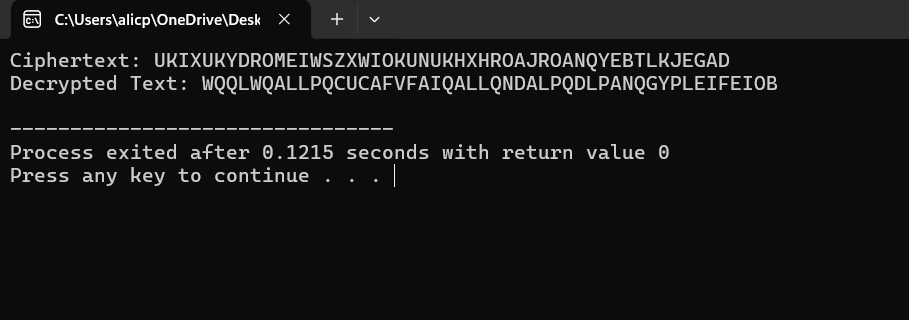 C:\Users\alicp\OneDrive\Desk
Ciphertext: UKIXUKYDROMEIWSZXWIOKUNUKHXHROAJROANQYEBTLKJEGAD
Decrypted Text: WQQLWQALLPQCUCAFVFAIQALLQNDALPQDLPANQGYPLEIFEIOB
--------------------------------
Process exited after 0.1215 seconds with return value 0
Press any key to continue . . .